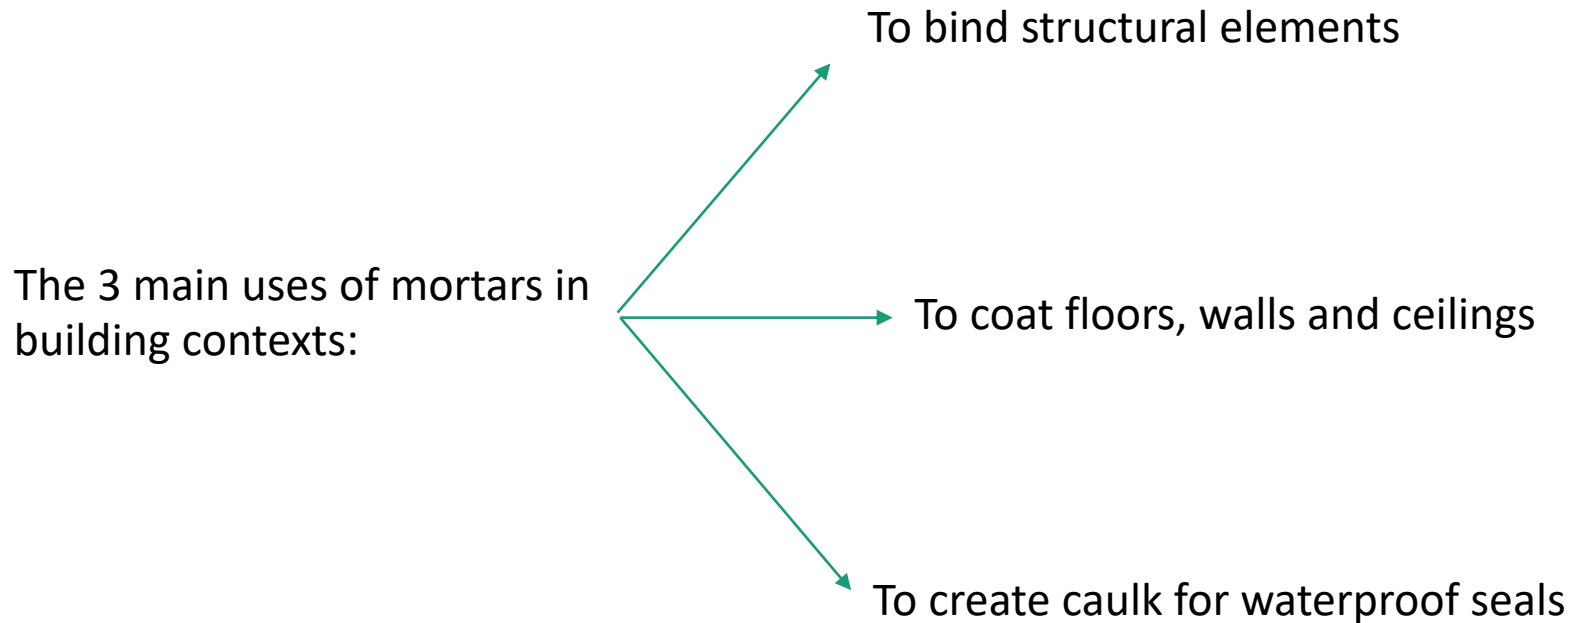 To bind structural elements
The 3 main uses of mortars in
building contexts:
To coat floors, walls and ceilings
To create caulk for waterproof seals